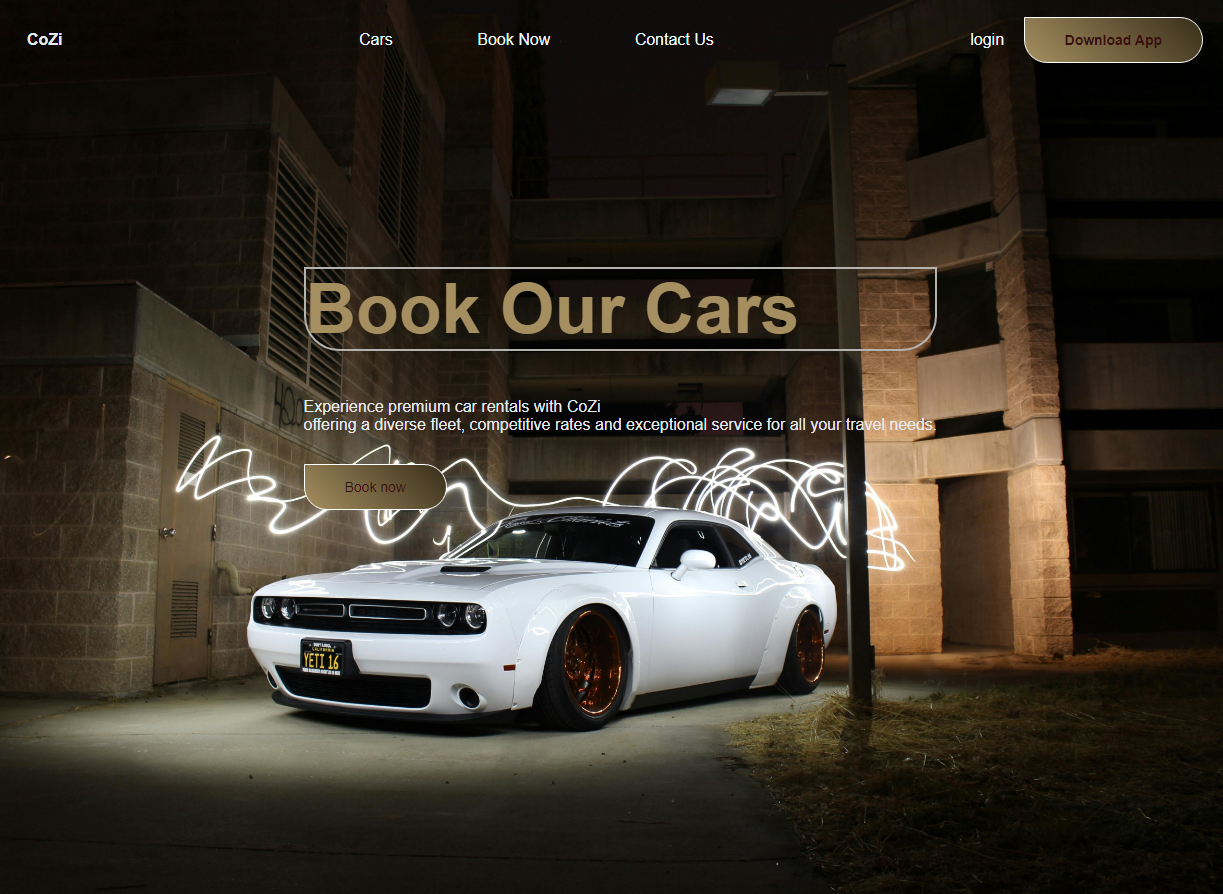 CoZi
Cars
Book Now
Contact Us
login
Download App
Book Our Cars
Experience premium car rentals with CoZi
offering a diverse fleet, competitive rates and exceptional service for all your travel needs.
Book now
CALIFORNIA
YETI 16